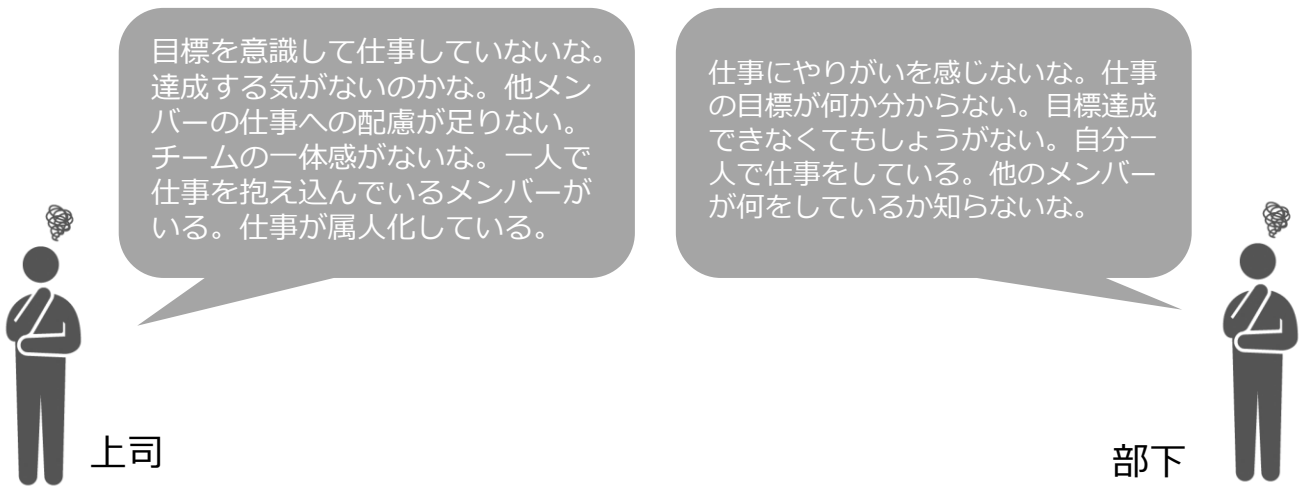 目標を意識して仕事していないな。
達成する気がないのかな。他メン
バーの仕事への配慮が足りない。
チームの一体感がないな。一人で
仕事を抱え込んでいるメンバーが
いる。仕事が属人化している。
仕事にやりがいを感じないな。仕事
の目標が何か分からない。目標達成
できなくてもしょうがない。自分一
人で仕事をしている。他のメンバー
が何をしているか知らないな。
上司
部下